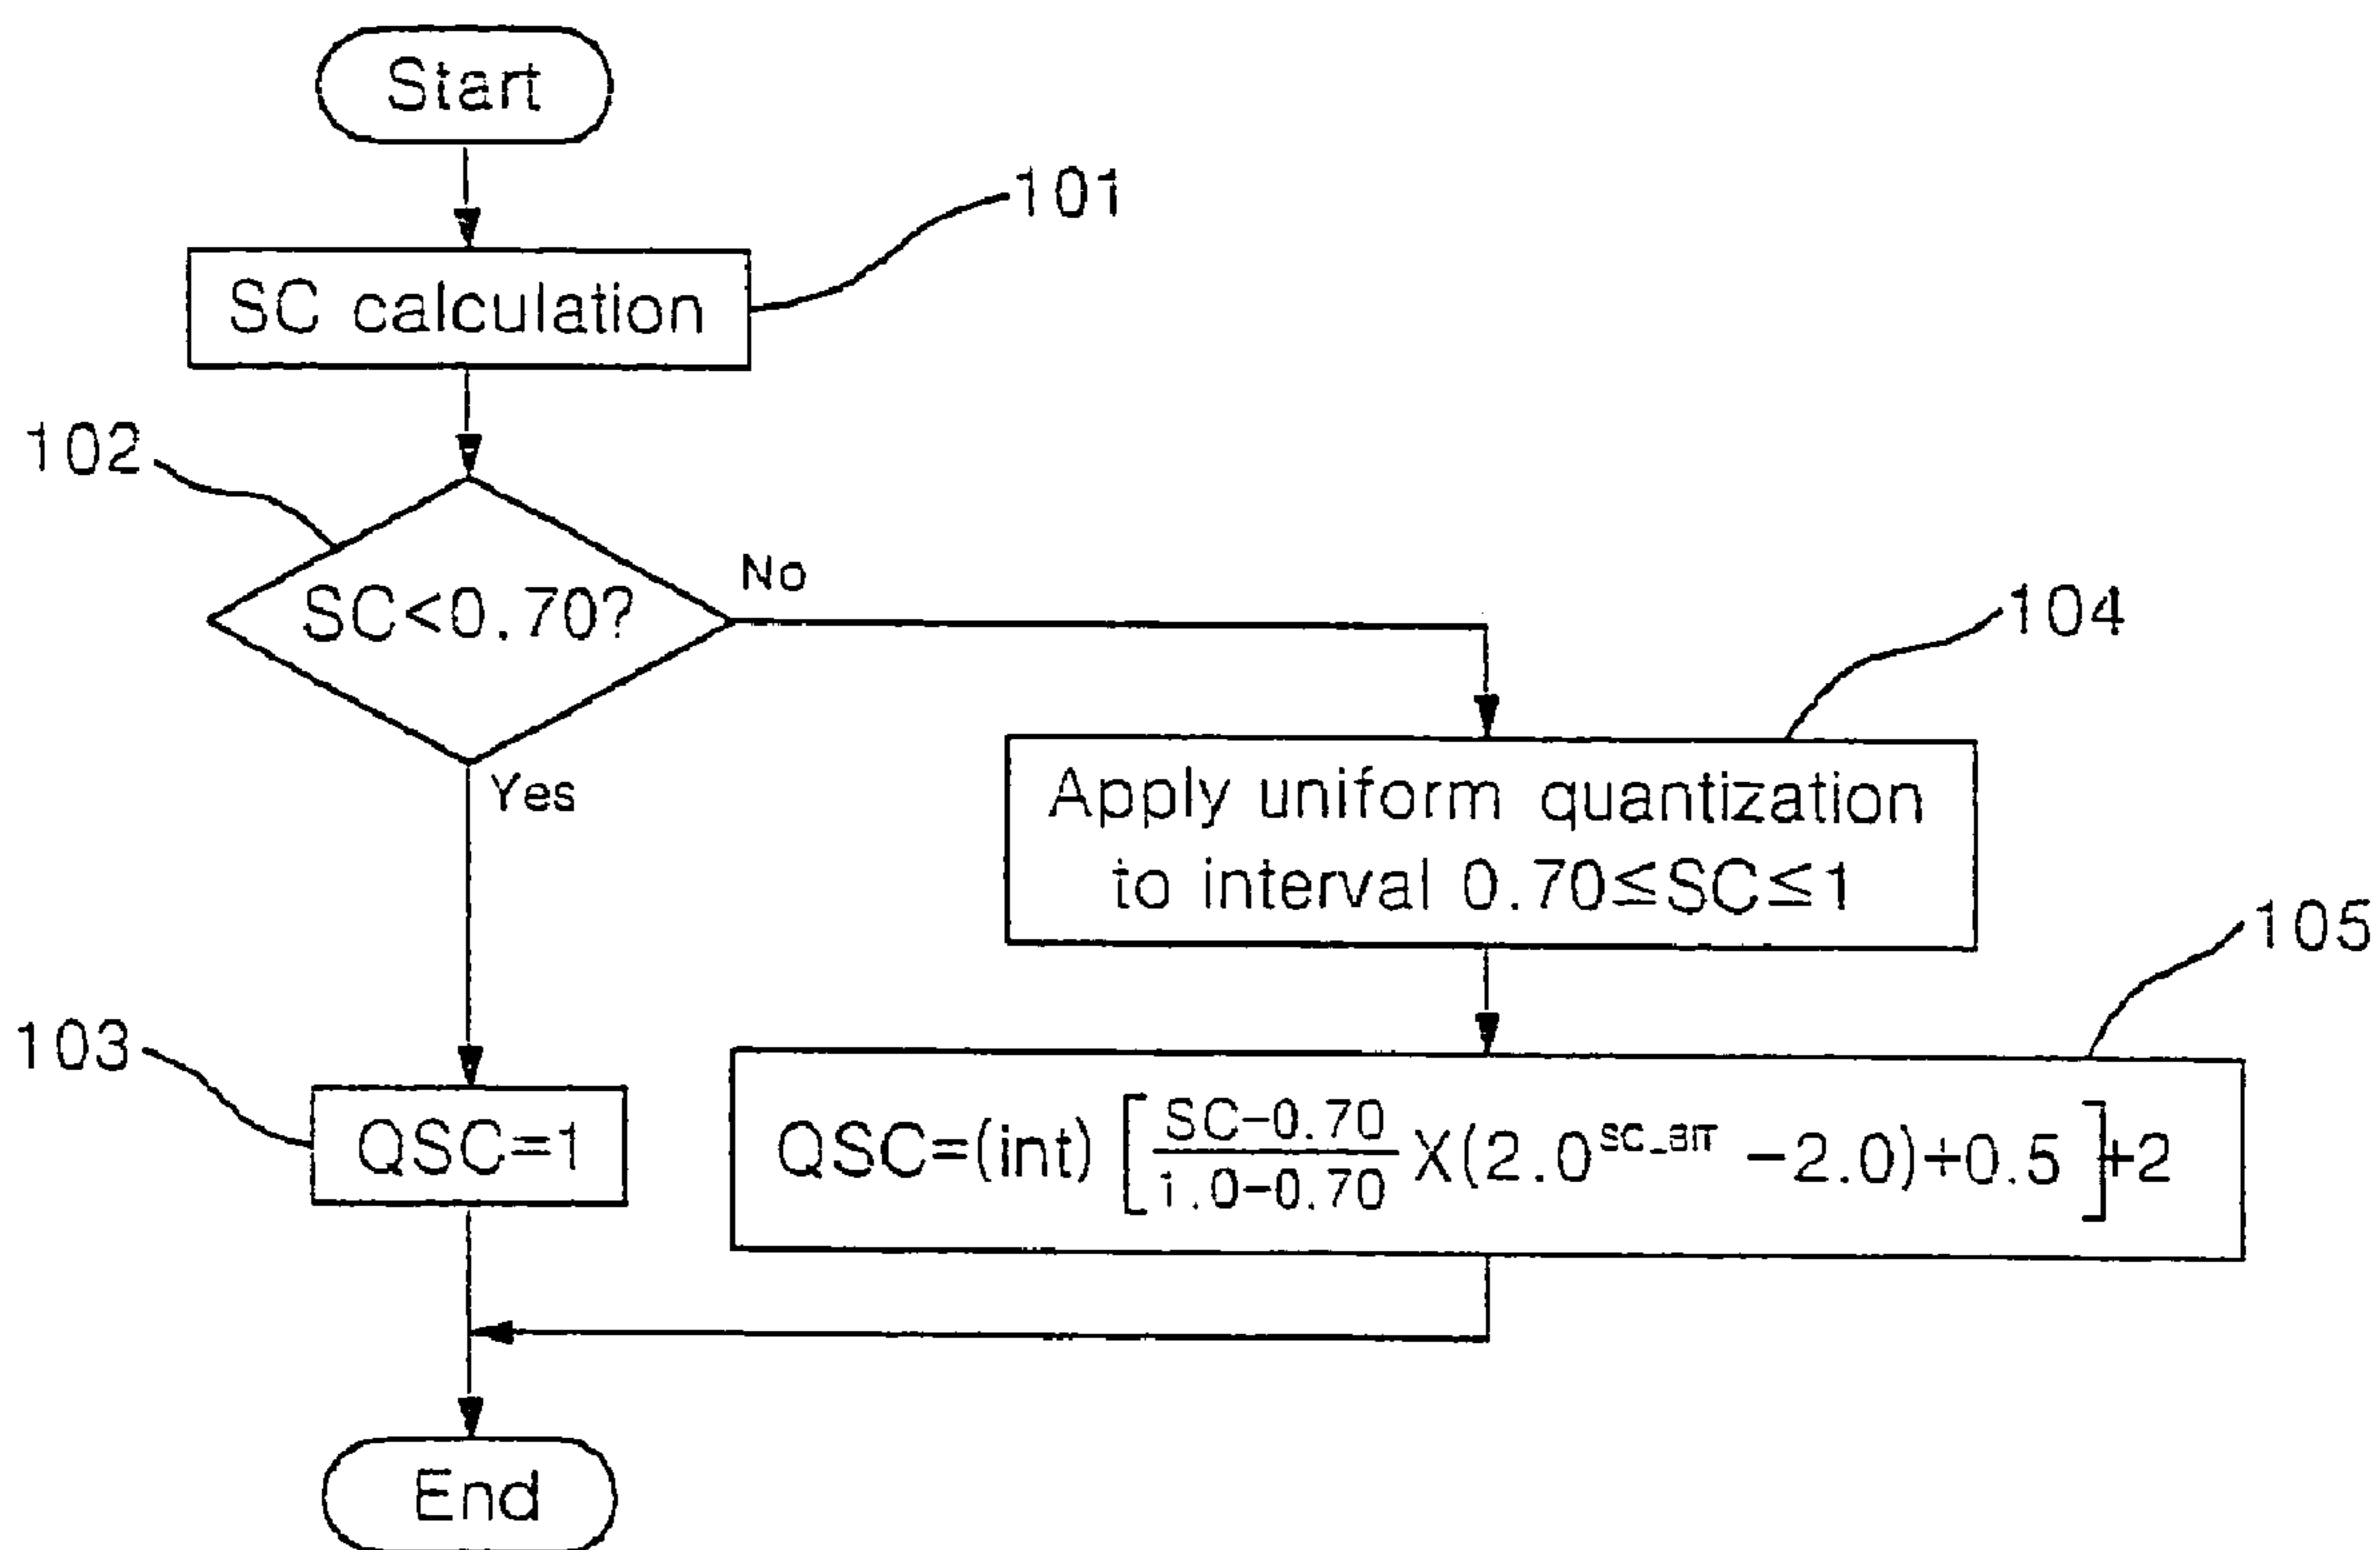 Start
101
SC calculation
102
SC<0.70?
No
104
Yes
Apply uniform quantization
to interval 0.70≤SC≤1
105
103
QSC=1
QSC=(int) [ SC-0.70 / 1.0-0.70 X(2.0 -2.0)+0.5 ]+2
End